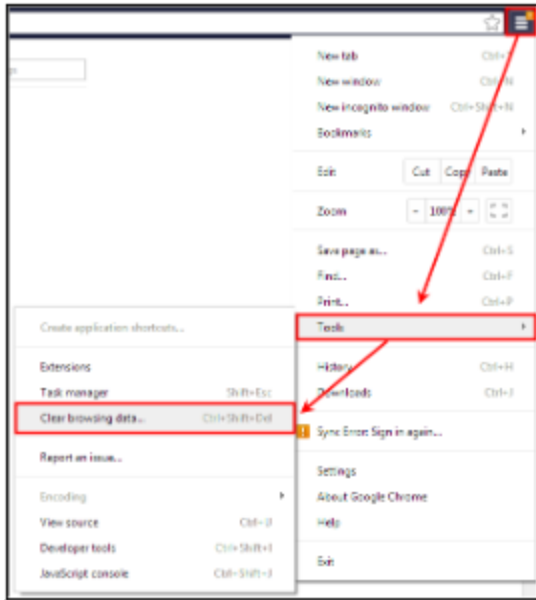 New tab
New window Ctrl+N
New incognito window Ctrl+Shift+N
Bookmarks
Edit Cut Copy Paste
Zoom - 100% +
Save page as... Ctrl+S
Find... Ctrl+F
Print... Ctrl+P
Tools
History Ctrl+H
Downloads Ctrl+J
Sync Error: Sign in again...
Settings
About Google Chrome
Help
Exit
Create application shortcuts...
Extensions
Task manager Shift+Esc
Clear browsing data... Ctrl+Shift+Del
Report an issue...
Encoding
View source Ctrl+U
Developer tools Ctrl+Shift+I
JavaScript console Ctrl+Shift+J